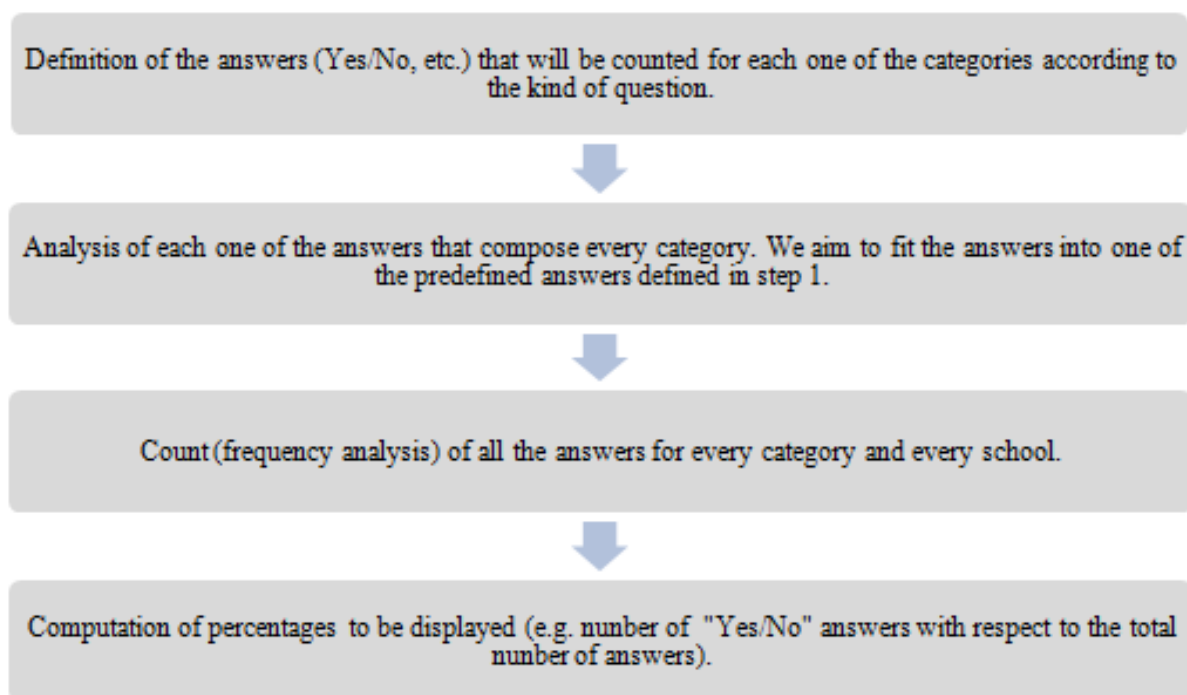 Definition of the answers (Yes/No, etc.) that will be counted for each one of the categories according to
the kind of question.
Analysis of each one of the answers that compose every category. We aim to fit the answers into one of
the predefined answers defined in step 1.
Count (frequency analysis) of all the answers for every category and every school.
Computation of percentages to be displayed (e.g. nunber of "Yes/No" answers with respect to the total
nunber of answers).